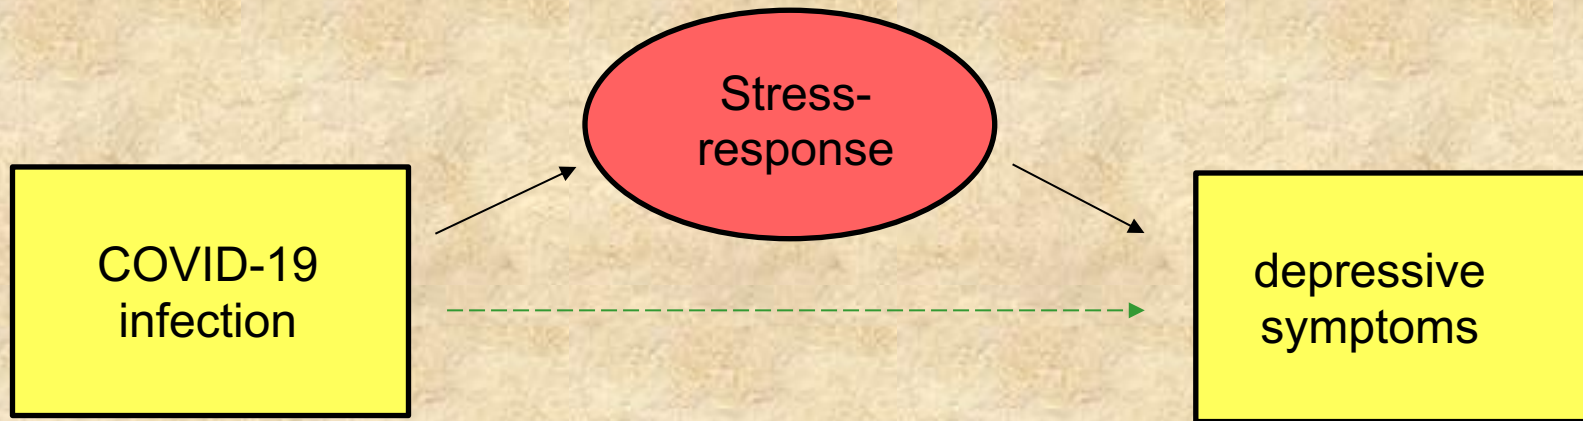 Stress-
response
COVID-19
infection
depressive
symptoms